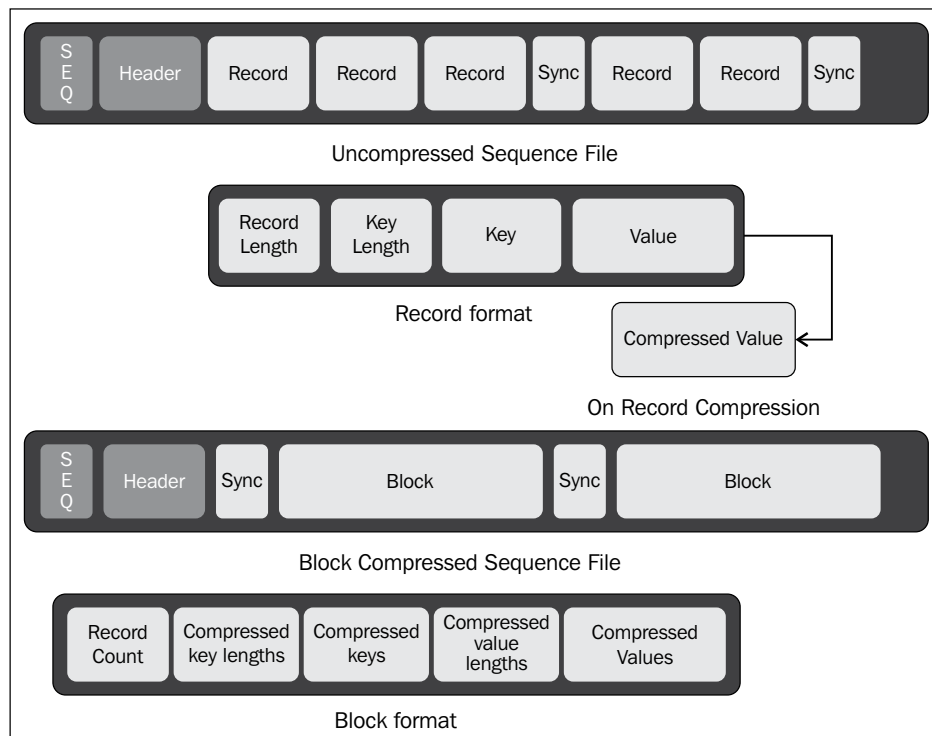 S
E
Q
Header
Record
Record
Record
Sync
Record
Record
Sync
Uncompressed Sequence File
Record
Length
Key
Length
Key
Value
Record format
Compressed Value
On Record Compression
S
E
Q
Header
Sync
Block
Sync
Block
Block Compressed Sequence File
Record
Count
Compressed
key lengths
Compressed
keys
Compressed
value
lengths
Compressed
Values
Block format